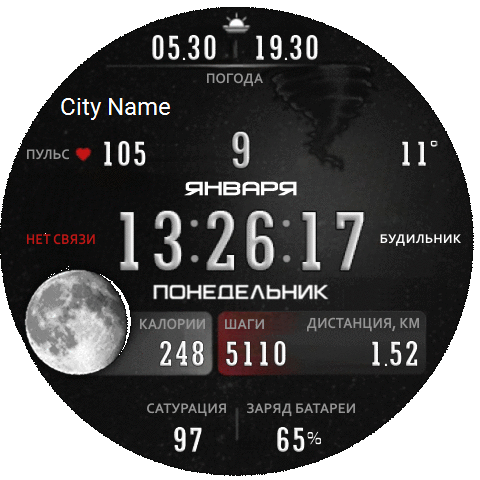 05.30 19.30
ПОГОДА
City Name
ПУЛЬС 105 9 11°
ЯНВАРЯ
НЕТ СВЯЗИ 13:26:17 БУДИЛЬНИК
ПОНЕДЕЛЬНИК
КАЛОРИИ ШАГИ ДИСТАНЦИЯ, КМ
248 5110 1.52
САТУРАЦИЯ ЗАРЯД БАТАРЕИ
97 65%